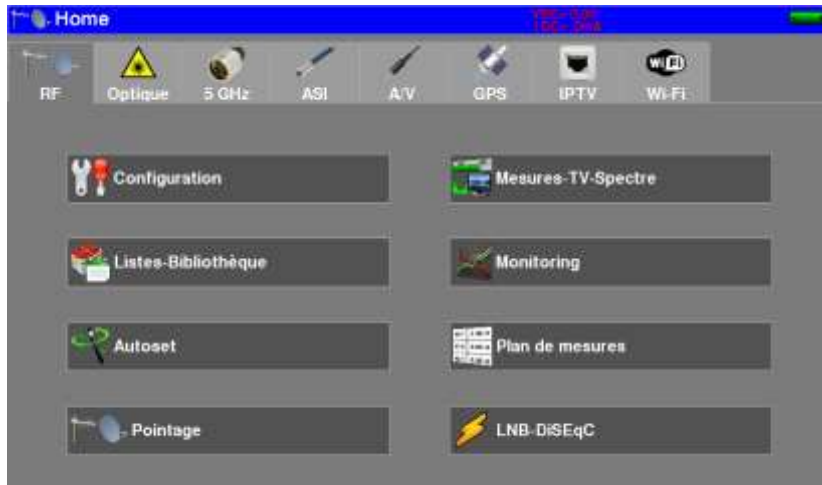 Home
RF Optique 5 GHz ASI A/V GPS IPTV Wi-Fi
Configuration
Mesures-TV-Spectre
Listes-Bibliothèque
Monitoring
Autoset
Plan de mesures
Pointage
LNB-DiSEqC